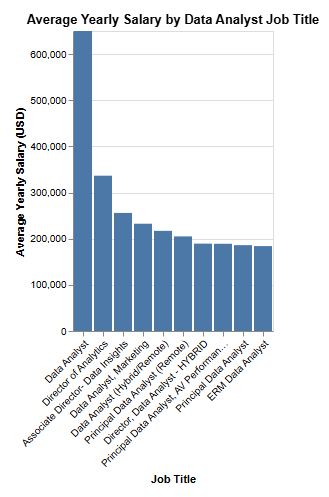 Average Yearly Salary by Data Analyst Job Title
Average Yearly Salary (USD)
600,000
500,000
400,000
300,000
200,000
100,000
0
Data Analyst
Director of Analytics
Associate Director- Data Insights
Data Analyst, Marketing
Data Analyst (Hybrid/Remote)
Principal Data Analyst (Remote)
Director, Data Analyst - HYBRID
Principal Data Analyst, AV Performan…
Principal Data Analyst
ERM Data Analyst
Job Title